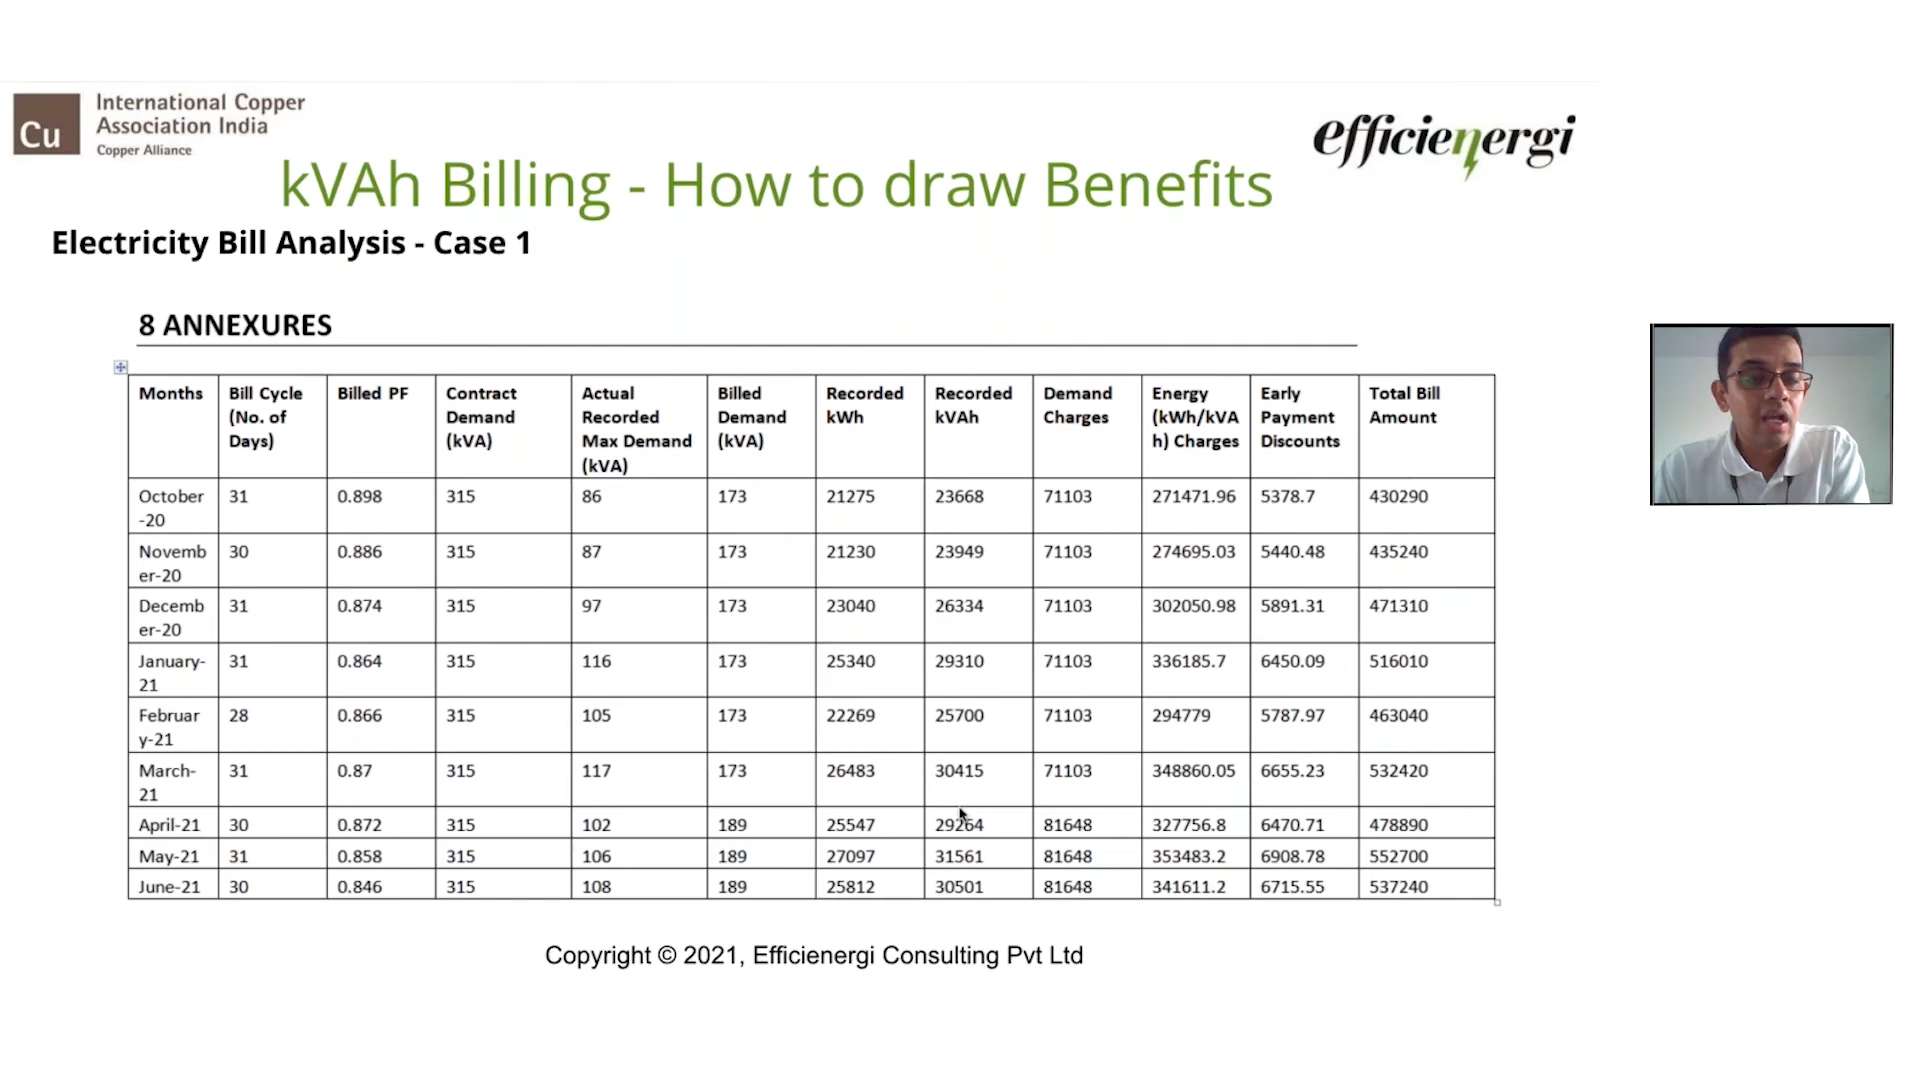 Cu
International Copper
Association India
Copper Alliance
efficienergi
kVAh Billing - How to draw Benefits
Electricity Bill Analysis - Case 1
8 ANNEXURES
Months Bill Cycle (No. of Days) Billed PF Contract Demand (kVA) Actual Recorded Max Demand (kVA) Billed Demand (kVA) Recorded kWh Recorded kVAh Demand Charges Energy (kWh/kVA h) Charges Early Payment Discounts Total Bill Amount
October -20 31 0.898 315 86 173 21275 23668 71103 271471.96 5378.7 430290
Novemb er-20 30 0.886 315 87 173 21230 23949 71103 274695.03 5440.48 435240
Decemb er-20 31 0.874 315 97 173 23040 26334 71103 302050.98 5891.31 471310
January- 21 31 0.864 315 116 173 25340 29310 71103 336185.7 6450.09 516010
Februar y-21 28 0.866 315 105 173 22269 25700 71103 294779 5787.97 463040
March- 21 31 0.87 315 117 173 26483 30415 71103 348860.05 6655.23 532420
April-21 30 0.872 315 102 189 25547 29264 81648 327756.8 6470.71 478890
May-21 31 0.858 315 106 189 27097 31561 81648 353483.2 6908.78 552700
June-21 30 0.846 315 108 189 25812 30501 81648 341611.2 6715.55 537240
Copyright © 2021, Efficienergi Consulting Pvt Ltd